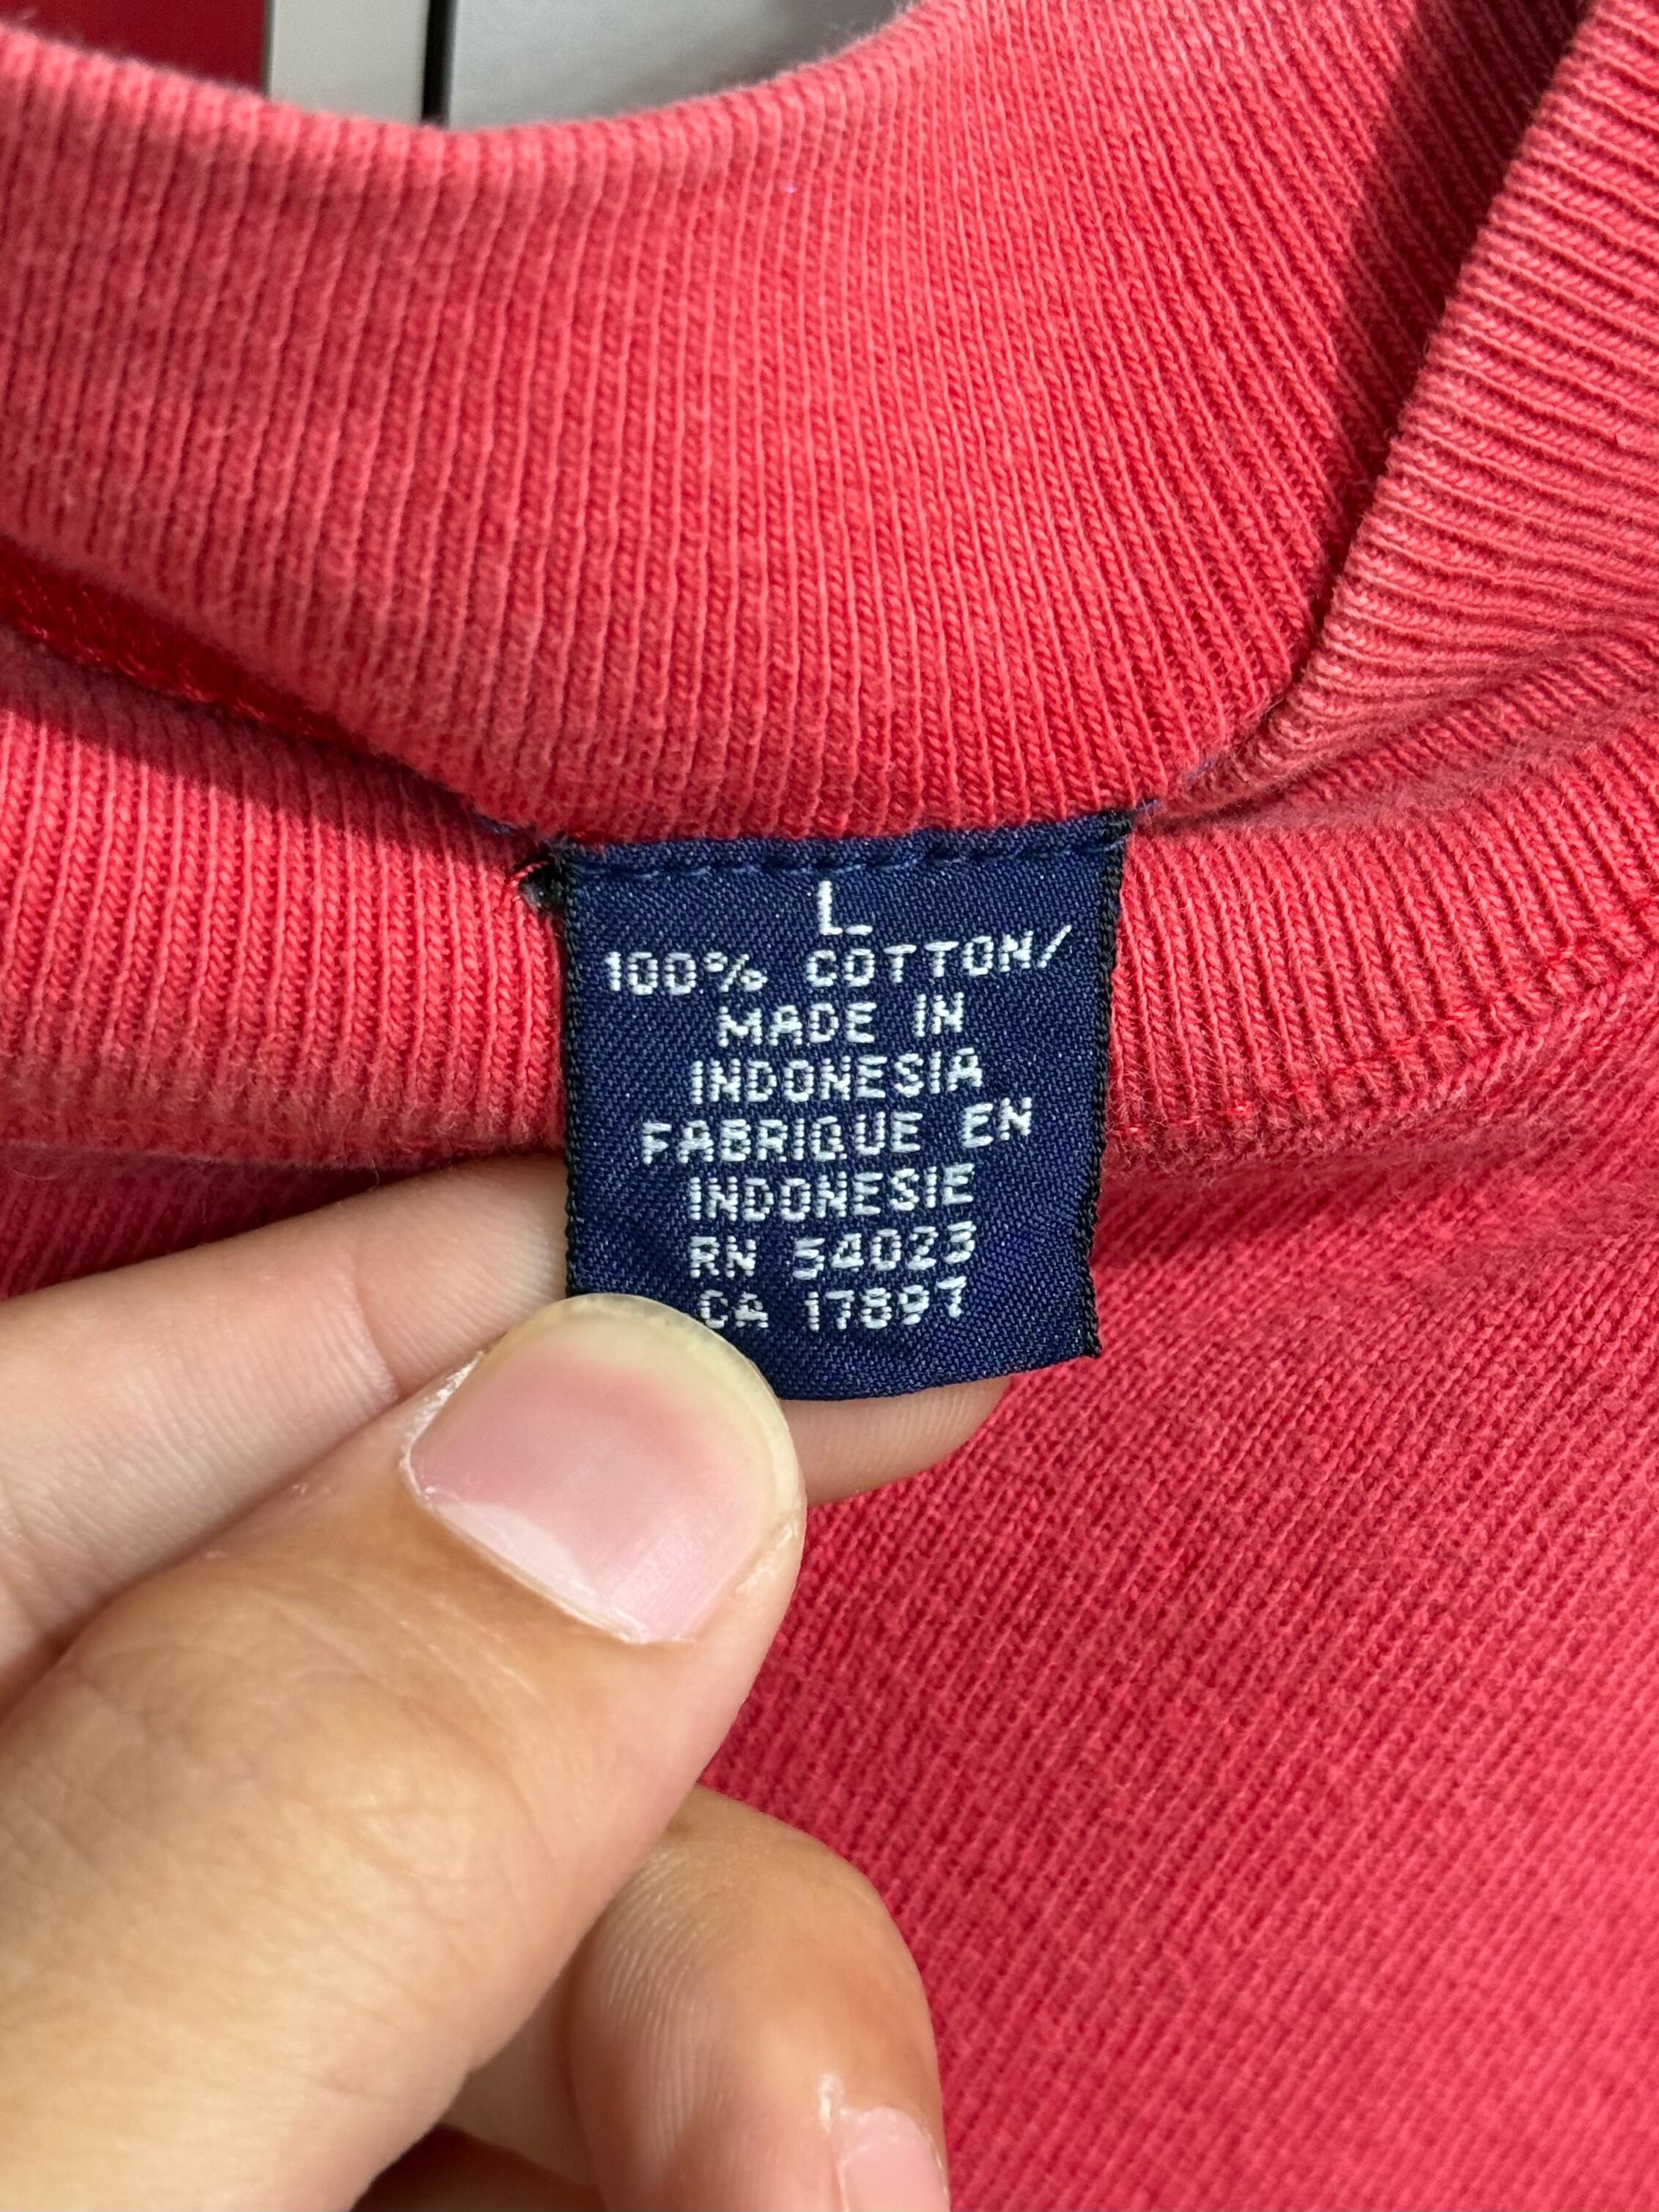 L
100% COTTON/
MADE IN
INDONESIA
FABRIQUE EN
INDONESIE
RN 54023
CA 17897